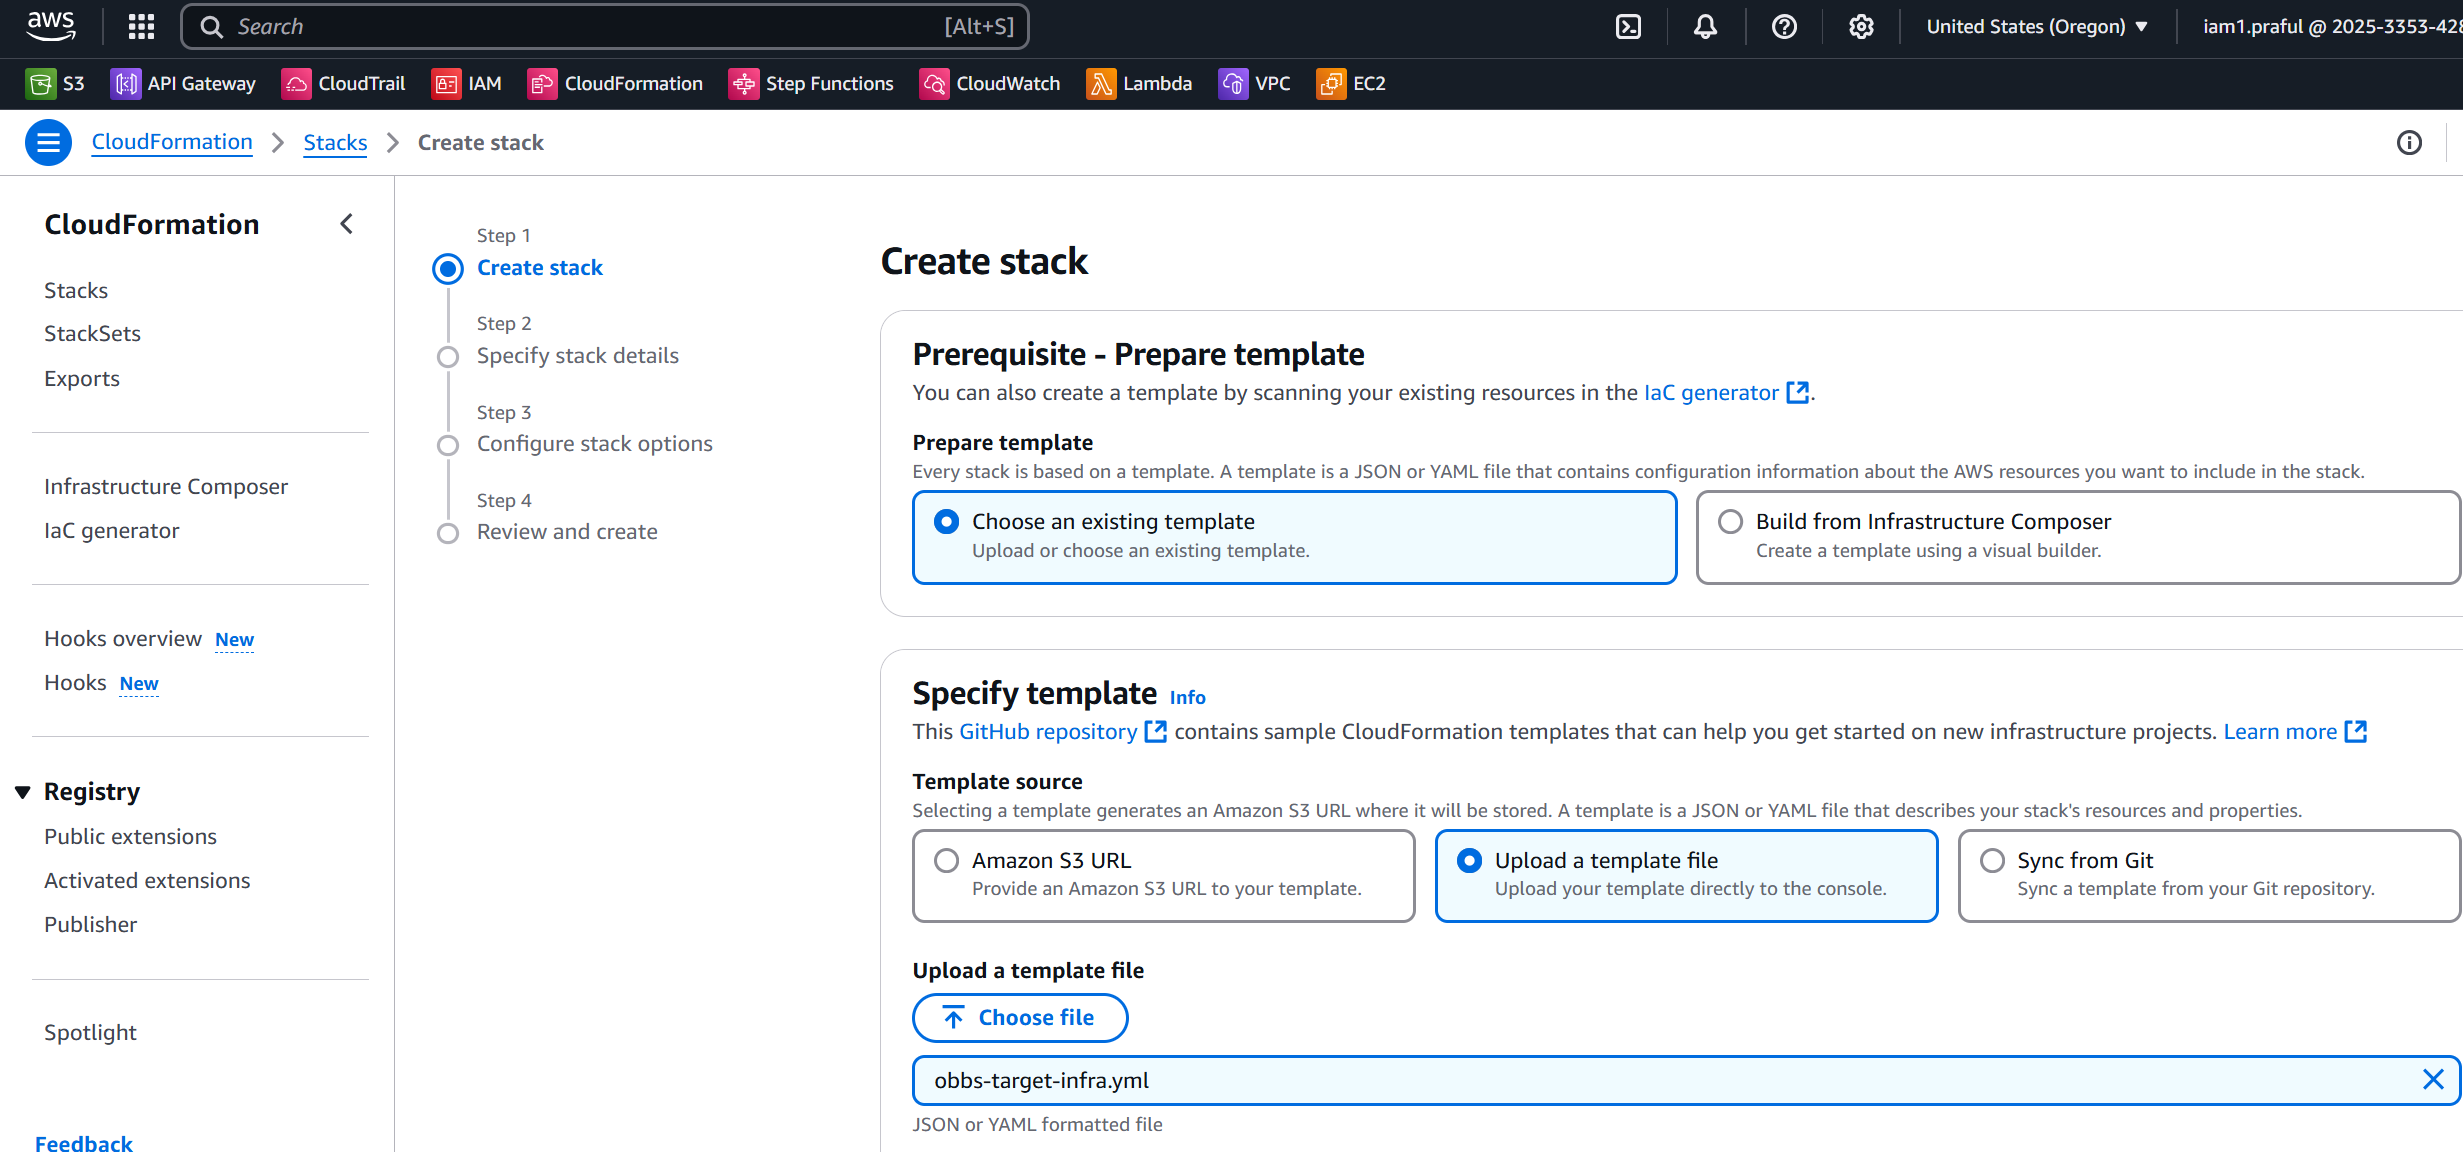 aws
Search [Alt+S]
United States (Oregon)
iam1.praful @ 2025-3353-428
S3 API Gateway CloudTrail IAM CloudFormation Step Functions CloudWatch Lambda VPC EC2
CloudFormation > Stacks > Create stack
CloudFormation
Stacks
StackSets
Exports
Infrastructure Composer
IaC generator
Hooks overview New
Hooks New
Registry
Public extensions
Activated extensions
Publisher
Spotlight
Feedback
Step 1
Create stack
Step 2
Specify stack details
Step 3
Configure stack options
Step 4
Review and create
Create stack
Prerequisite - Prepare template
You can also create a template by scanning your existing resources in the IaC generator.
Prepare template
Every stack is based on a template. A template is a JSON or YAML file that contains configuration information about the AWS resources you want to include in the stack.
Choose an existing template
Upload or choose an existing template.
Build from Infrastructure Composer
Create a template using a visual builder.
Specify template Info
This GitHub repository contains sample CloudFormation templates that can help you get started on new infrastructure projects. Learn more
Template source
Selecting a template generates an Amazon S3 URL where it will be stored. A template is a JSON or YAML file that describes your stack's resources and properties.
Amazon S3 URL
Provide an Amazon S3 URL to your template.
Upload a template file
Upload your template directly to the console.
Sync from Git
Sync a template from your Git repository.
Upload a template file
Choose file
obbs-target-infra.yml
JSON or YAML formatted file